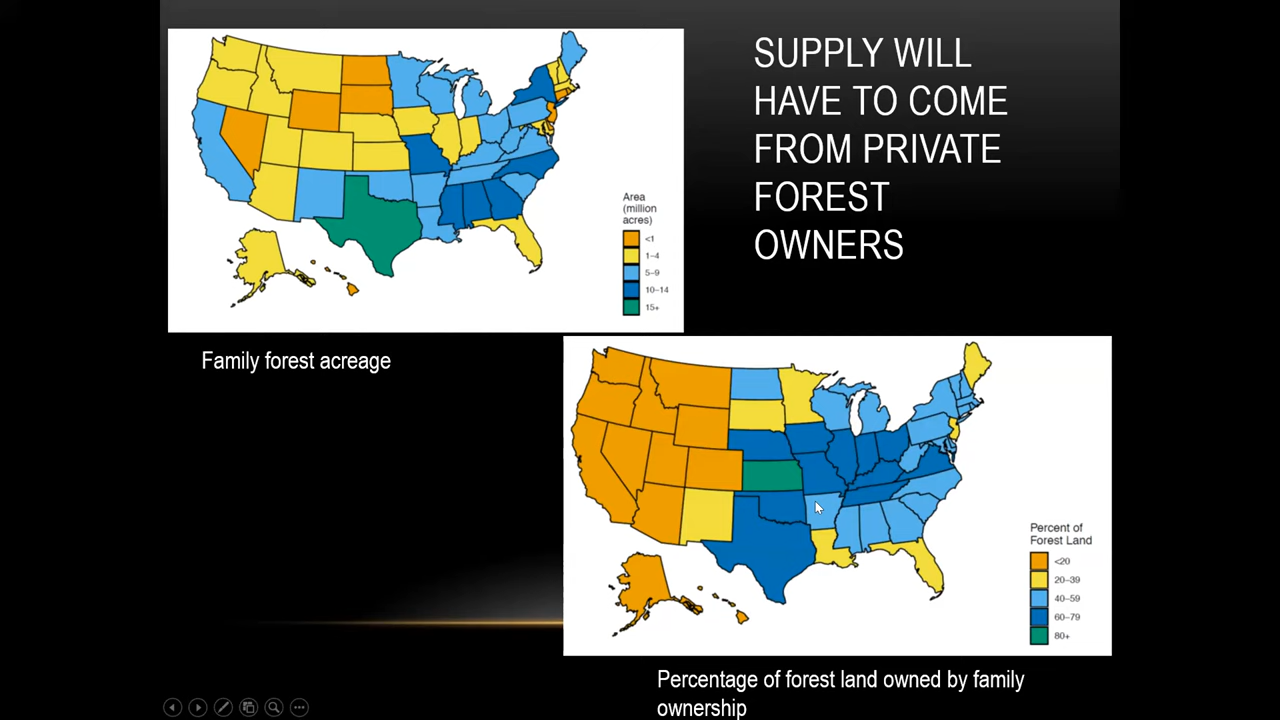 SUPPLY WILL
HAVE TO COME
FROM PRIVATE
FOREST
OWNERS
Area
(million
acres)
<1
1–4
5–9
10–14
15+
Family forest acreage
Percent of
Forest Land
<20
20–39
40–59
60–79
80+
Percentage of forest land owned by family
ownership